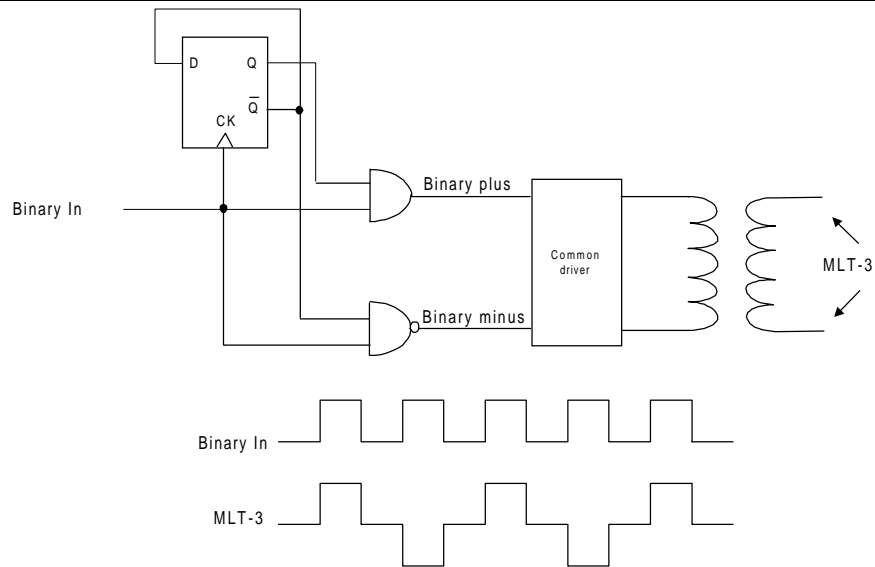 D Q
Q̅
CK
Binary In
Binary plus
Common
driver
MLT-3
Binary minus
Binary In
MLT-3